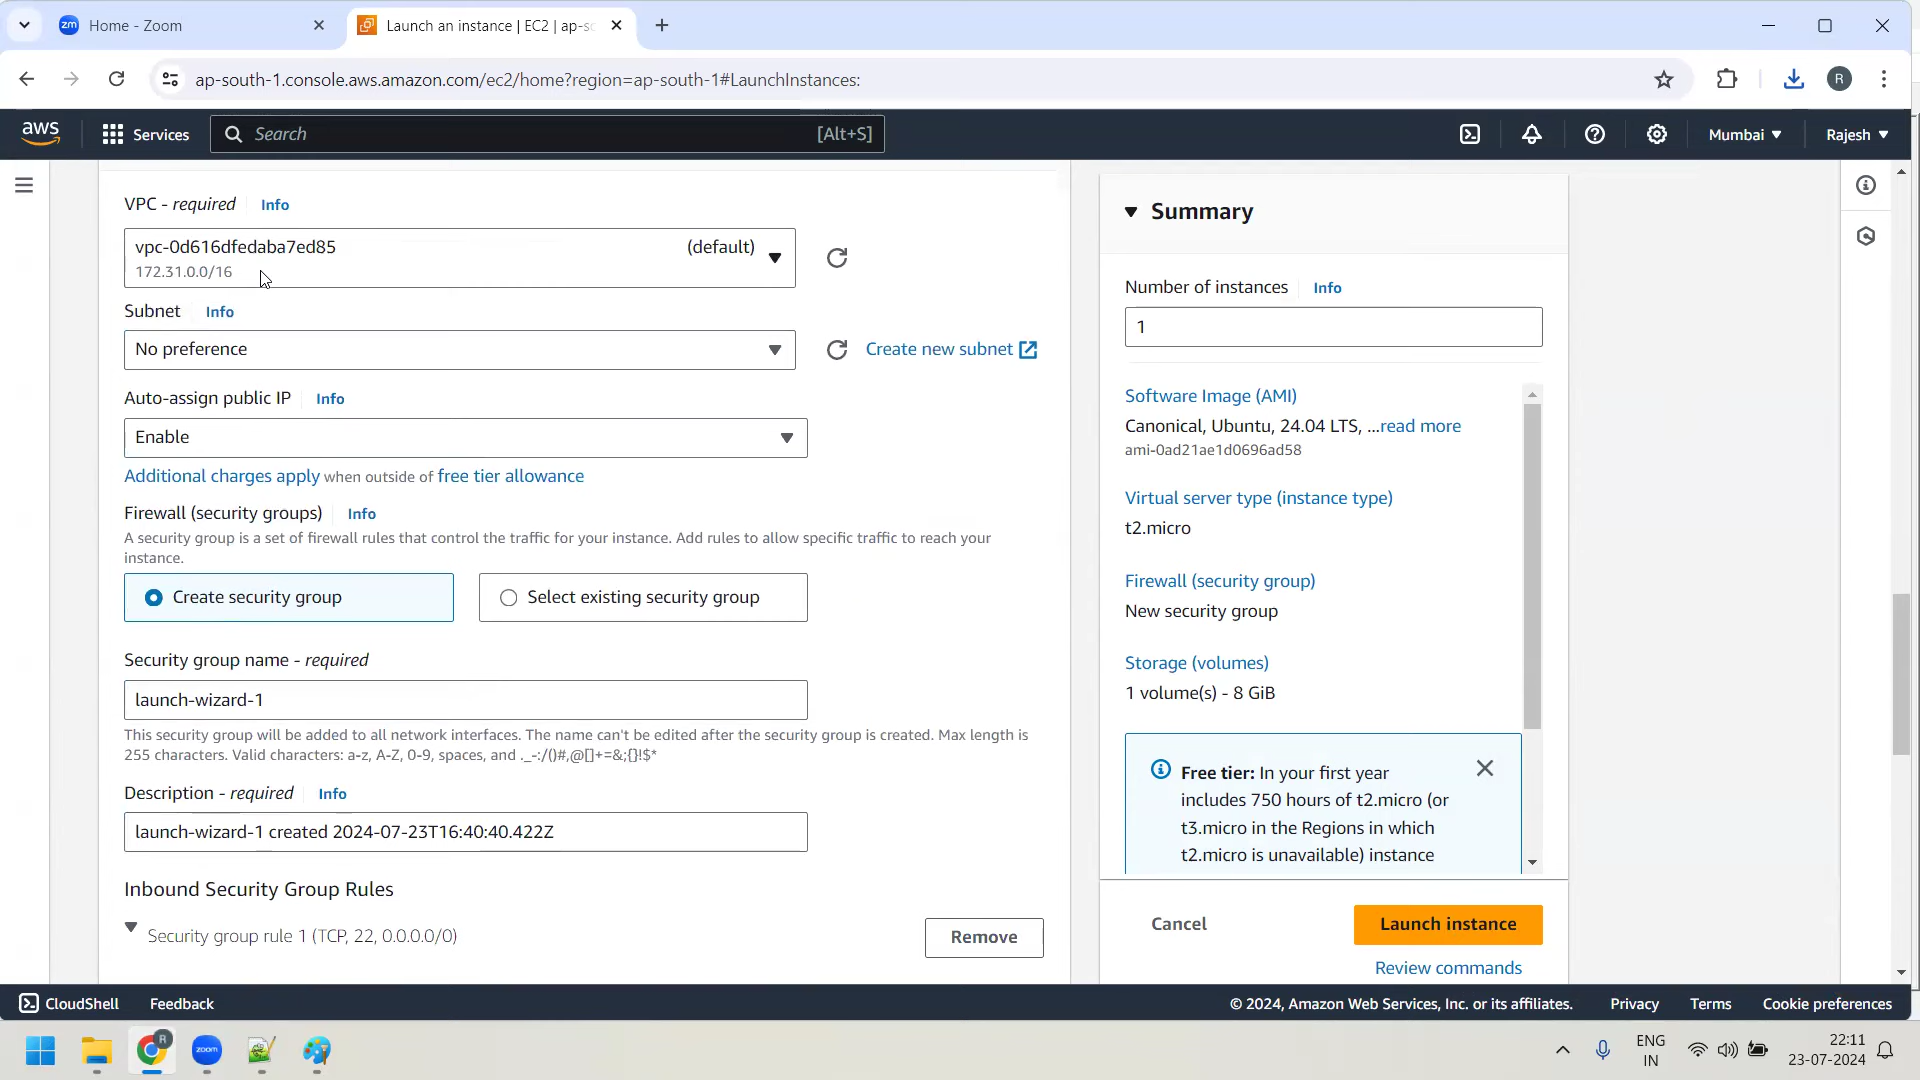 zm Home - Zoom
Launch an instance | EC2 | ap-so
ap-south-1.console.aws.amazon.com/ec2/home?region=ap-south-1#LaunchInstances:
R
aws
Services
Search
[Alt+S]
Mumbai
Rajesh
VPC - required
Info
vpc-0d616dfedaba7ed85
(default)
172.31.0.0/16
Subnet
Info
No preference
Create new subnet
Auto-assign public IP
Info
Enable
Additional charges apply when outside of free tier allowance
Firewall (security groups)
Info
A security group is a set of firewall rules that control the traffic for your instance. Add rules to allow specific traffic to reach your
instance.
Create security group
Select existing security group
Security group name - required
launch-wizard-1
This security group will be added to all network interfaces. The name can't be edited after the security group is created. Max length is
255 characters. Valid characters: a-z, A-Z, 0-9, spaces, and ._-:/()#,@[]+=&;{}!$*
Description - required
Info
launch-wizard-1 created 2024-07-23T16:40:40.422Z
Inbound Security Group Rules
Security group rule 1 (TCP, 22, 0.0.0.0/0)
Remove
Summary
Number of instances
Info
1
Software Image (AMI)
Canonical, Ubuntu, 24.04 LTS, ...read more
ami-0ad21ae1d0696ad58
Virtual server type (instance type)
t2.micro
Firewall (security group)
New security group
Storage (volumes)
1 volume(s) - 8 GiB
Free tier: In your first year
includes 750 hours of t2.micro (or
t3.micro in the Regions in which
t2.micro is unavailable) instance
Cancel
Launch instance
Review commands
CloudShell
Feedback
© 2024, Amazon Web Services, Inc. or its affiliates.
Privacy
Terms
Cookie preferences
R
zoom
ENG
IN
22:11
23-07-2024